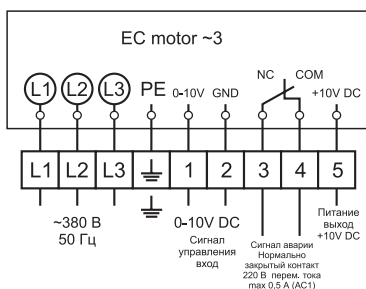 EC motor ~3
L1 L2 L3 PE 0-10V GND NC COM +10V DC
L1 L2 L3 1 2 3 4 5
~380 В
50 Гц
0-10V DC
Сигнал
управления
вход
Сигнал аварии
Нормально
закрытый контакт
220 В перем. тока
max 0,5 A (AC1)
Питание
выход
+10V DC